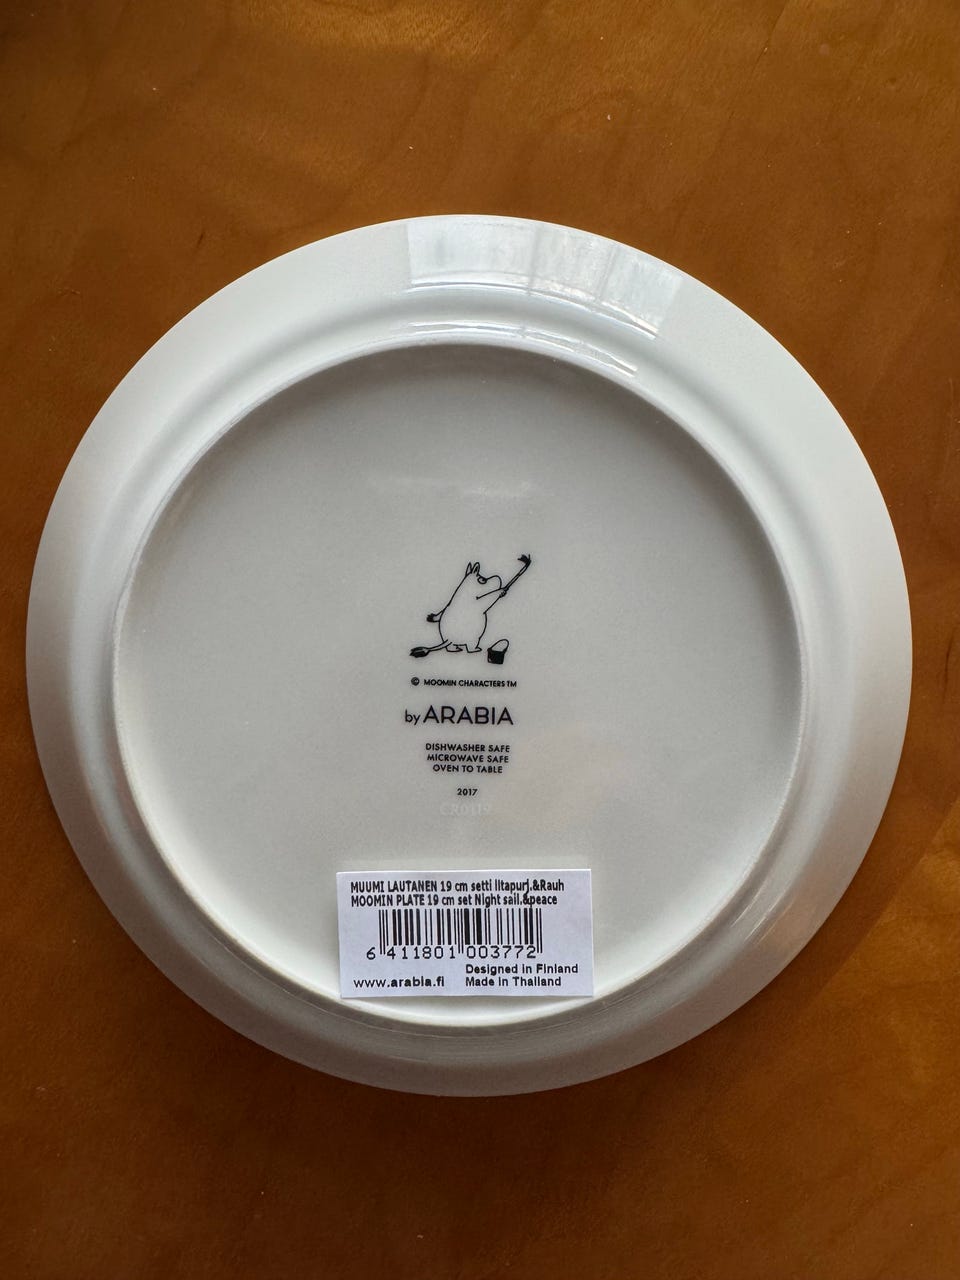 © MOOMIN CHARACTERS TM
by ARABIA
DISHWASHER SAFE
MICROWAVE SAFE
OVEN TO TABLE
2017
CR0419
MUUMI LAUTANEN 19 cm setti Iltapurj.&Rauh
MOOMIN PLATE 19 cm set Night sail.&peace
6 411801 003772
Designed in Finland
www.arabia.fi Made in Thailand